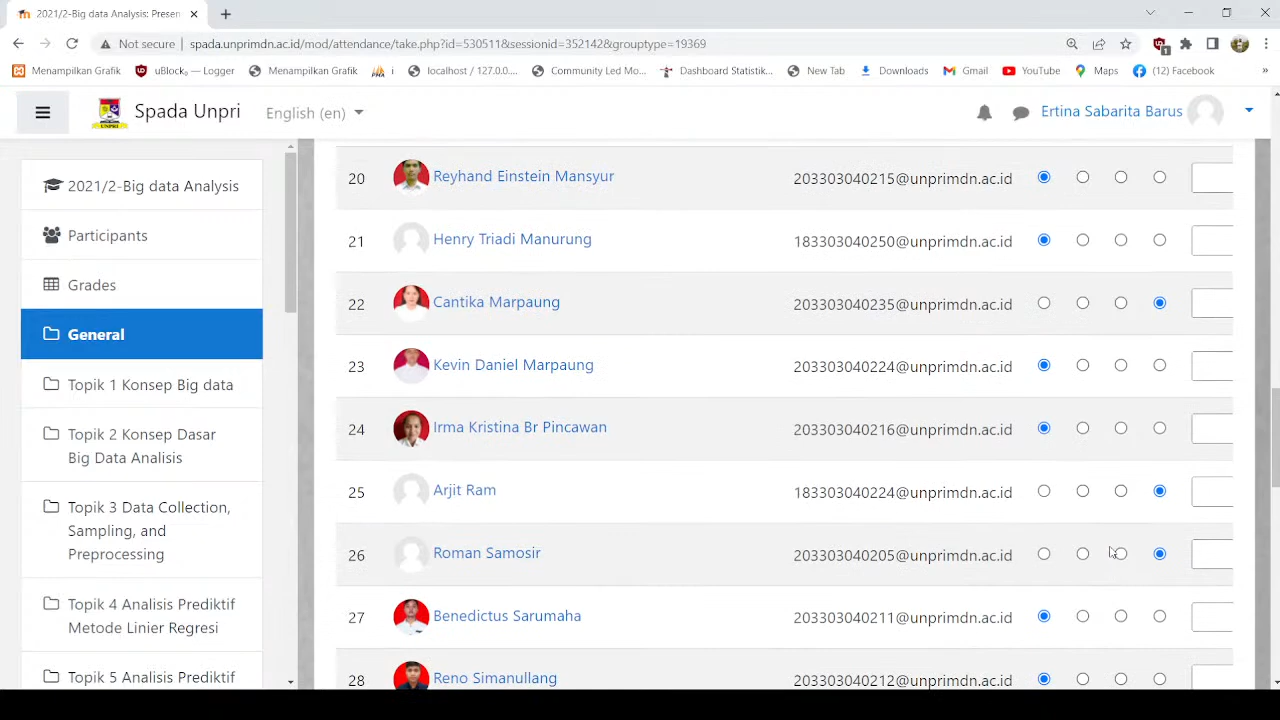 2021/2-Big data Analysis: Presen
Not secure
spada.unprimdn.ac.id/mod/attendance/take.php?id=530511&sessionid=352142&grouptype=19369
1
Menampilkan Grafik
uBlock₀ — Logger
Menampilkan Grafik
PMA
i
localhost / 127.0.0....
Community Led Mo...
Dashboard Statistik...
New Tab
Downloads
Gmail
YouTube
Maps
(12) Facebook
»
UNPRI
Spada Unpri
English (en)
Ertina Sabarita Barus
2021/2-Big data Analysis
Participants
Grades
General
Topik 1 Konsep Big data
Topik 2 Konsep Dasar
Big Data Analysis
Topik 3 Data Collection,
Sampling, and
Preprocessing
Topik 4 Analisis Prediktif
Metode Linier Regresi
Topik 5 Analisis Prediktif
20 Reyhand Einstein Mansyur 203303040215@unprimdn.ac.id
21 Henry Triadi Manurung 183303040250@unprimdn.ac.id
22 Cantika Marpaung 203303040235@unprimdn.ac.id
23 Kevin Daniel Marpaung 203303040224@unprimdn.ac.id
24 Irma Kristina Br Pincawan 203303040216@unprimdn.ac.id
25 Arjit Ram 183303040224@unprimdn.ac.id
26 Roman Samosir 203303040205@unprimdn.ac.id
27 Benedictus Sarumaha 203303040211@unprimdn.ac.id
28 Reno Simanullang 203303040212@unprimdn.ac.id